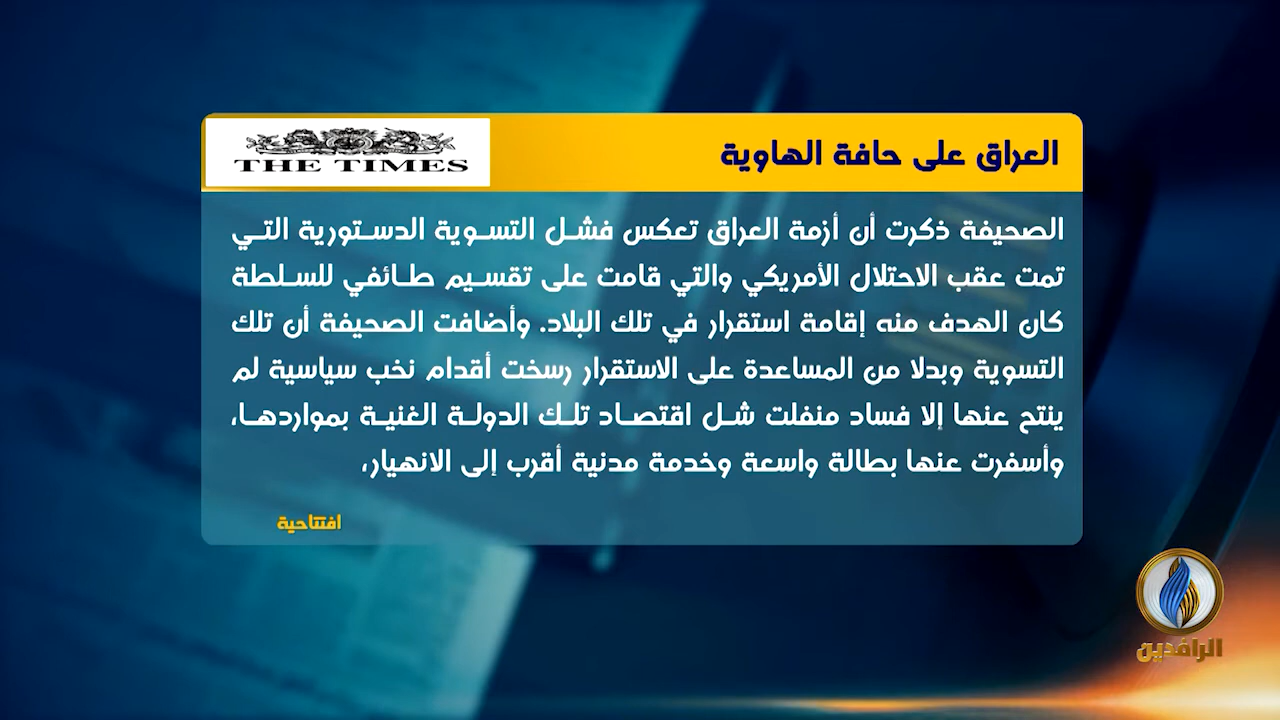 العراق على حافة الهاوية
THE TIMES
الصحيفة ذكرت أن أزمة العراق تعكس فشل التسوية الدستورية التي
تمت عقب الاحتلال الأمريكي والتي قامت على تقسيم طائفي للسلطة
كان الهدف منه إقامة استقرار في تلك البلاد. وأضافت الصحيفة أن تلك
التسوية وبدلا من المساعدة على الاستقرار رسخت أقدام نخب سياسية لم
ينتج عنها إلا فساد منفلت شل اقتصاد تلك الدولة الغنية بمواردها،
وأسفرت عنها بطالة واسعة وخدمة مدنية أقرب إلى الانهيار،
افتتاحية
الرافدين